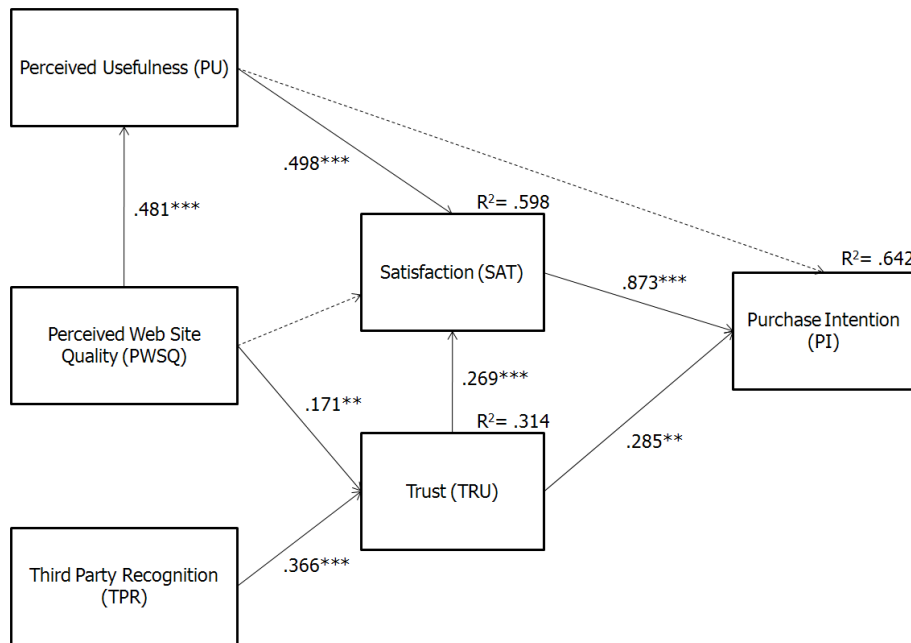 Perceived Usefulness (PU)
.498***
R²= .598
.481***
Satisfaction (SAT)
R²= .642
.873***
Perceived Web Site
Quality (PWSQ)
Purchase Intention
(PI)
.269***
.171**
R²= .314
.285**
Trust (TRU)
Third Party Recognition
(TPR)
.366***